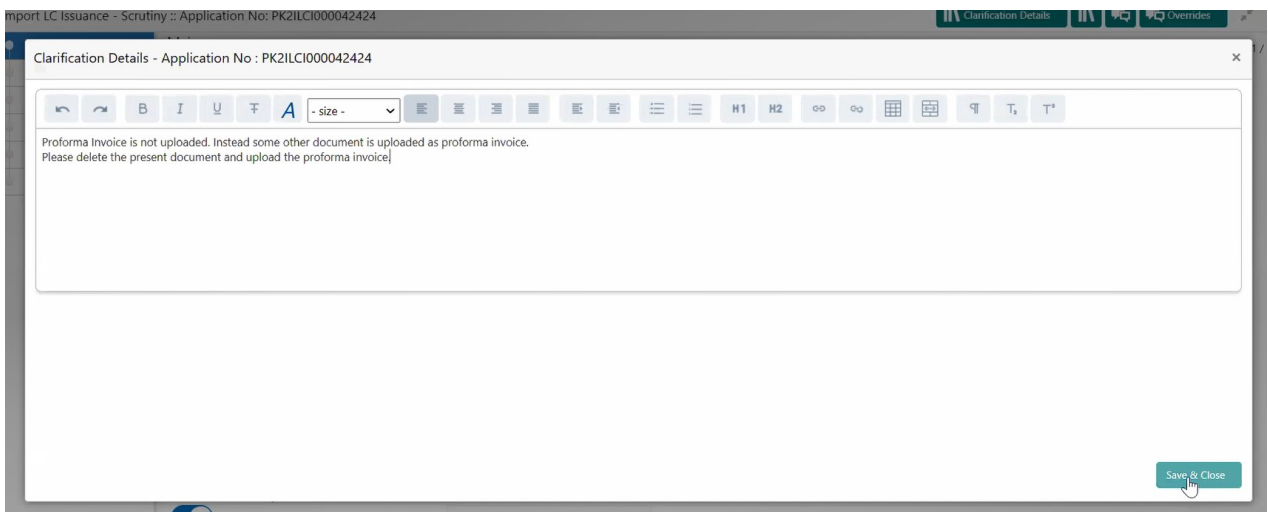 mport LC Issuance - Scrutiny :: Application No: PK2ILCI000042424
Clarification Details
Overrides
Clarification Details - Application No : PK2ILCI000042424
B I U T A - size - H1 H2 ¶ Tₛ Tˢ
Proforma Invoice is not uploaded. Instead some other document is uploaded as proforma invoice.
Please delete the present document and upload the proforma invoice.
Save & Close